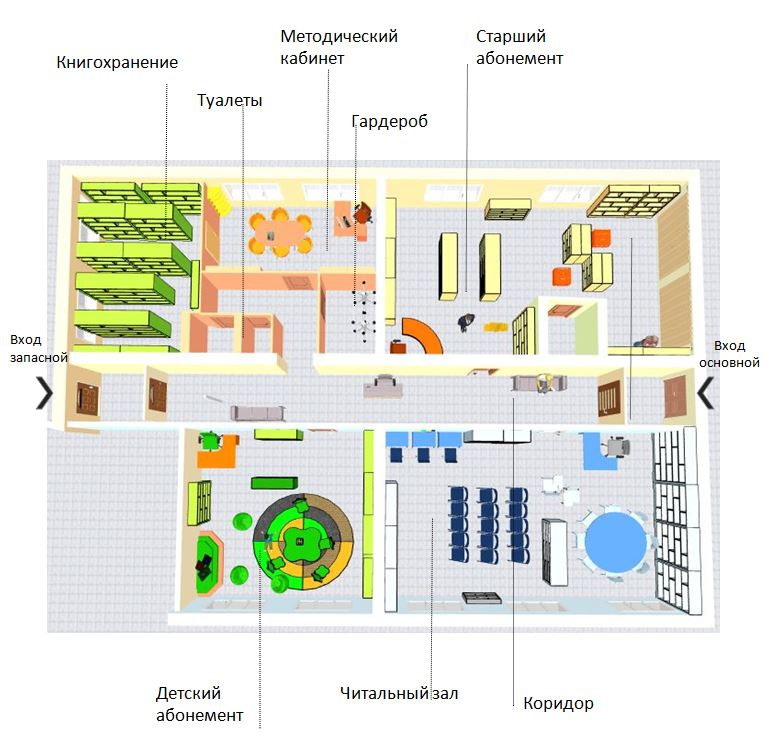 Методический
кабинет
Старший
абонемент
Книгохранение
Туалеты
Гардероб
Вход
запасной
Вход
основной
Детский
абонемент
Читальный зал
Коридор